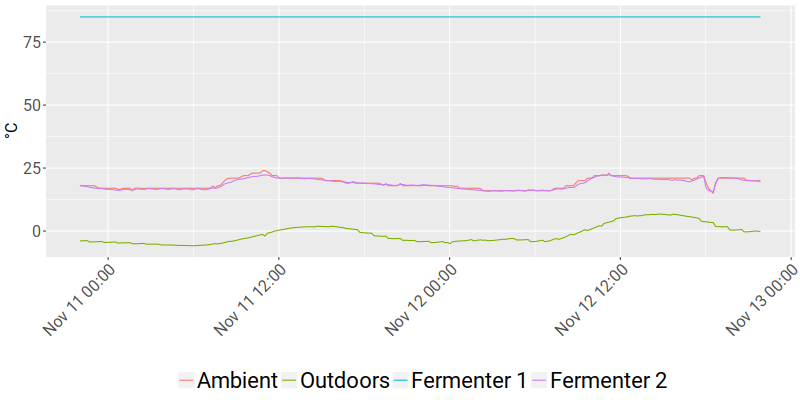 °C
75
50
25
0
Nov 11 00:00
Nov 11 12:00
Nov 12 00:00
Nov 12 12:00
Nov 13 00:00
Ambient Outdoors Fermenter 1 Fermenter 2